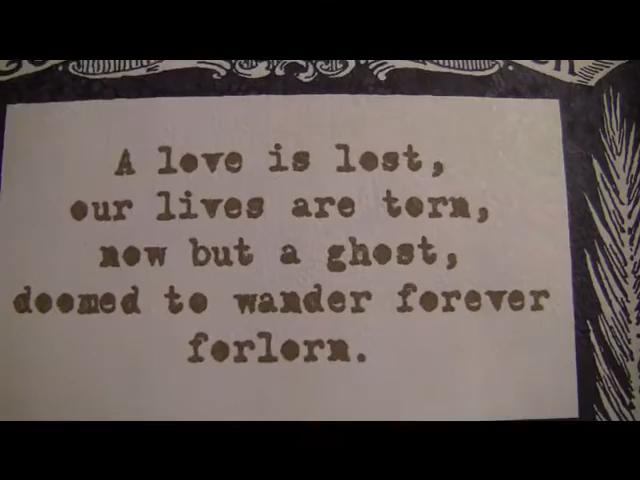 A love is lost,
our lives are torn,
now but a ghost,
doomed to wander forever
forlorn.